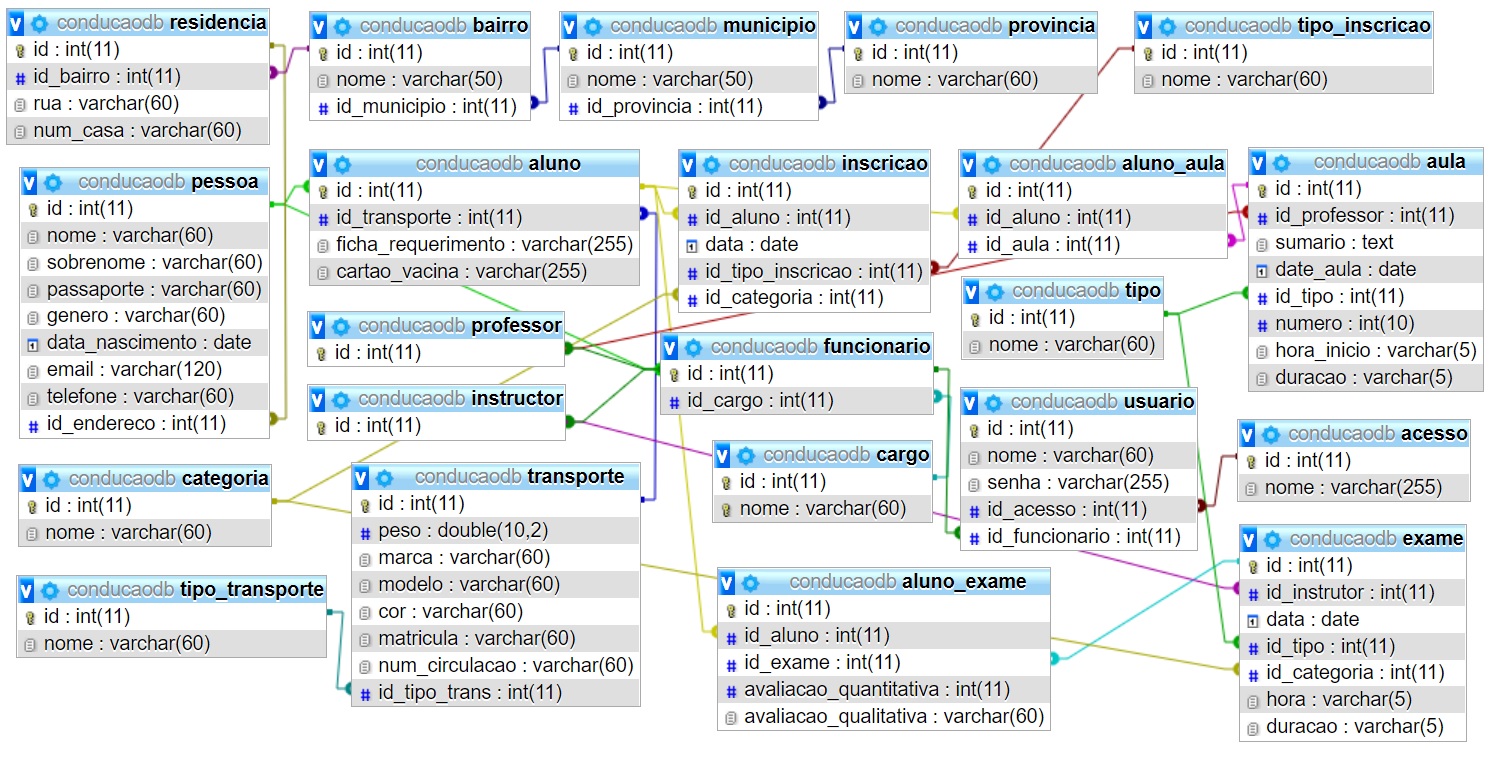 conducaodb residencia
id : int(11)
id_bairro : int(11)
rua : varchar(60)
num_casa : varchar(60)
conducaodb bairro
id : int(11)
nome : varchar(50)
id_municipio : int(11)
conducaodb municipio
id : int(11)
nome : varchar(50)
id_provincia : int(11)
conducaodb provincia
id : int(11)
nome : varchar(60)
conducaodb tipo_inscricao
id : int(11)
nome : varchar(60)
conducaodb pessoa
id : int(11)
nome : varchar(60)
sobrenome : varchar(60)
passaporte : varchar(60)
genero : varchar(60)
data_nascimento : date
email : varchar(120)
telefone : varchar(60)
id_endereco : int(11)
conducaodb aluno
id : int(11)
id_transporte : int(11)
ficha_requerimento : varchar(255)
cartao_vacina : varchar(255)
conducaodb inscricao
id : int(11)
id_aluno : int(11)
data : date
id_tipo_inscricao : int(11)
id_categoria : int(11)
conducaodb aluno_aula
id : int(11)
id_aluno : int(11)
id_aula : int(11)
conducaodb aula
id : int(11)
id_professor : int(11)
sumario : text
date_aula : date
id_tipo : int(11)
numero : int(10)
hora_inicio : varchar(5)
duracao : varchar(5)
conducaodb professor
id : int(11)
conducaodb funcionario
id : int(11)
id_cargo : int(11)
conducaodb tipo
id : int(11)
nome : varchar(60)
conducaodb instructor
id : int(11)
conducaodb usuario
id : int(11)
nome : varchar(60)
senha : varchar(255)
id_acesso : int(11)
id_funcionario : int(11)
conducaodb acesso
id : int(11)
nome : varchar(255)
conducaodb categoria
id : int(11)
nome : varchar(60)
conducaodb transporte
id : int(11)
peso : double(10,2)
marca : varchar(60)
modelo : varchar(60)
cor : varchar(60)
matricula : varchar(60)
num_circulacao : varchar(60)
id_tipo_trans : int(11)
conducaodb cargo
id : int(11)
nome : varchar(60)
conducaodb exame
id : int(11)
id_instrutor : int(11)
data : date
id_tipo : int(11)
id_categoria : int(11)
hora : varchar(5)
duracao : varchar(5)
conducaodb tipo_transporte
id : int(11)
nome : varchar(60)
conducaodb aluno_exame
id : int(11)
id_aluno : int(11)
id_exame : int(11)
avaliacao_quantitativa : int(11)
avaliacao_qualitativa : varchar(60)